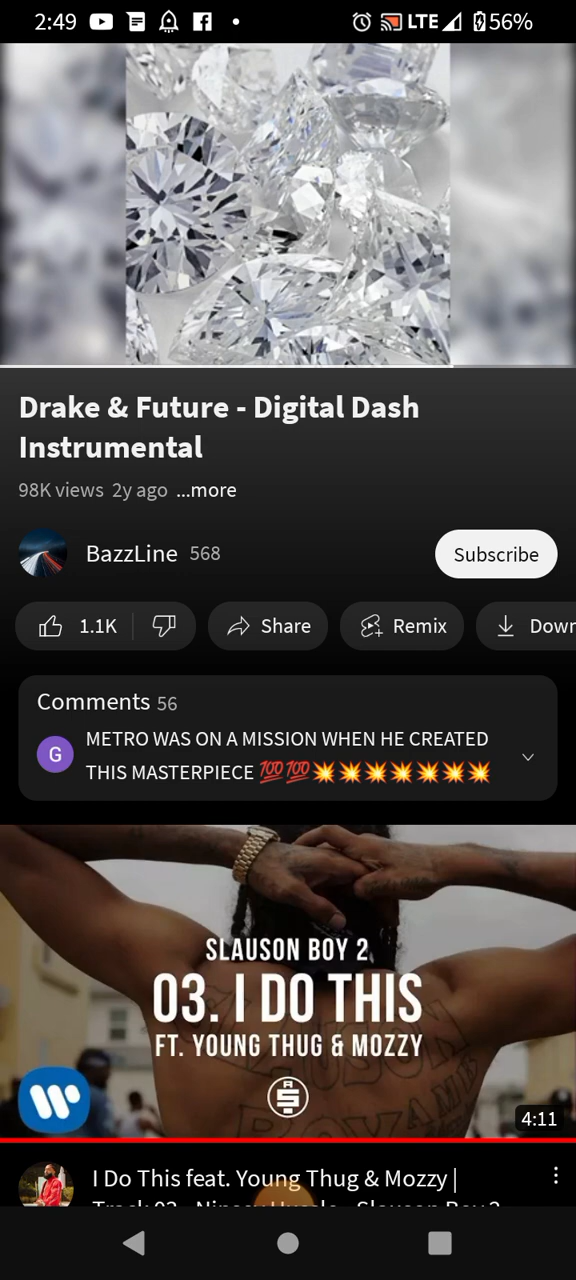 2:49
LTE 56%
Drake & Future - Digital Dash
Instrumental
98K views 2y ago ...more
BazzLine 568
Subscribe
1.1K
Share
Remix
Down
Comments 56
G
METRO WAS ON A MISSION WHEN HE CREATED
THIS MASTERPIECE 💯💯💥💥💥💥💥💥💥
SLAUSON BOY 2
03. I DO THIS
FT. YOUNG THUG & MOZZY
4:11
I Do This feat. Young Thug & Mozzy |